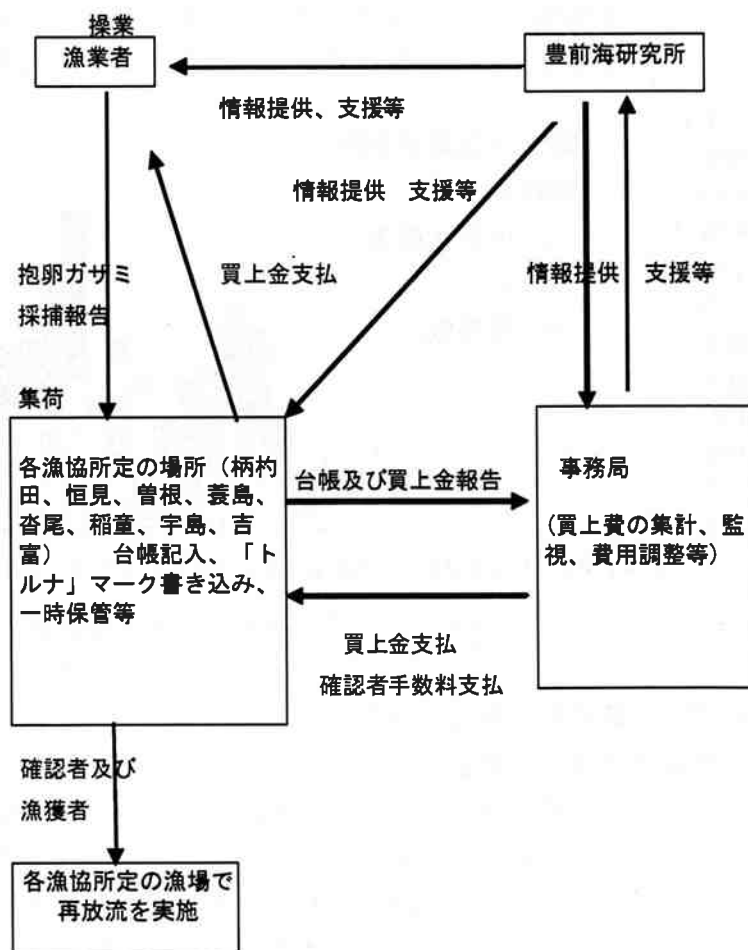 操業
漁業者
豊前海研究所
情報提供、支援等
情報提供　支援等
抱卵ガザミ
採捕報告
買上金支払
情報提供　支援等
集荷
各漁協所定の場所（柄杓
田、恒見、曽根、蓑島、
沓尾、稲童、宇島、吉
富）　　台帳記入、「ト
ルナ」マーク書き込み、
一時保管等
台帳及び買上金報告
事務局
(買上費の集計、監
視、費用調整等)
買上金支払
確認者手数料支払
確認者及び
漁獲者
各漁協所定の漁場で
再放流を実施